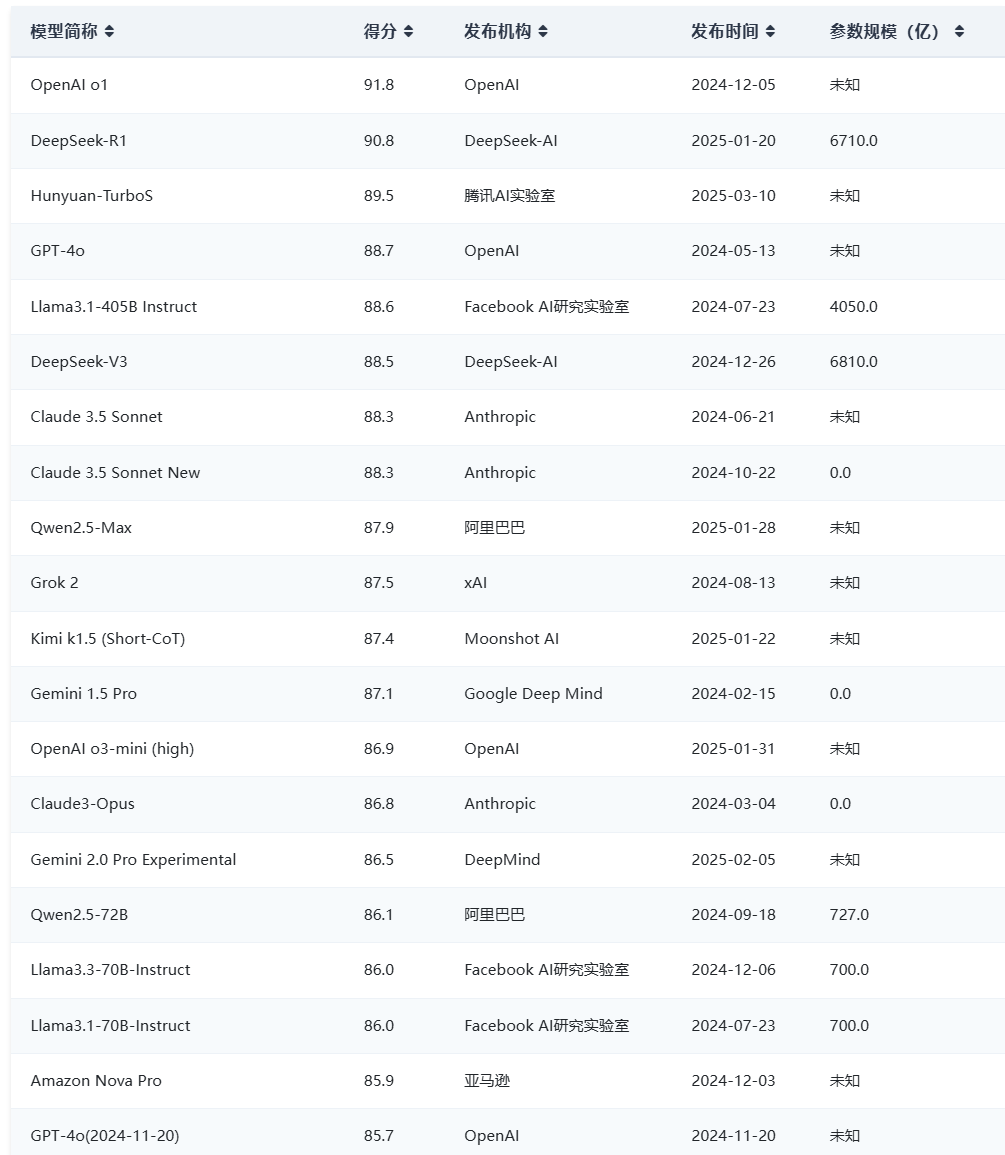 模型简称 得分 发布机构 发布时间 参数规模（亿）
OpenAI o1 91.8 OpenAI 2024-12-05 未知
DeepSeek-R1 90.8 DeepSeek-AI 2025-01-20 6710.0
Hunyuan-TurboS 89.5 腾讯AI实验室 2025-03-10 未知
GPT-4o 88.7 OpenAI 2024-05-13 未知
Llama3.1-405B Instruct 88.6 Facebook AI研究实验室 2024-07-23 4050.0
DeepSeek-V3 88.5 DeepSeek-AI 2024-12-26 6810.0
Claude 3.5 Sonnet 88.3 Anthropic 2024-06-21 未知
Claude 3.5 Sonnet New 88.3 Anthropic 2024-10-22 0.0
Qwen2.5-Max 87.9 阿里巴巴 2025-01-28 未知
Grok 2 87.5 xAI 2024-08-13 未知
Kimi k1.5 (Short-CoT) 87.4 Moonshot AI 2025-01-22 未知
Gemini 1.5 Pro 87.1 Google Deep Mind 2024-02-15 0.0
OpenAI o3-mini (high) 86.9 OpenAI 2025-01-31 未知
Claude3-Opus 86.8 Anthropic 2024-03-04 0.0
Gemini 2.0 Pro Experimental 86.5 DeepMind 2025-02-05 未知
Qwen2.5-72B 86.1 阿里巴巴 2024-09-18 727.0
Llama3.3-70B-Instruct 86.0 Facebook AI研究实验室 2024-12-06 700.0
Llama3.1-70B-Instruct 86.0 Facebook AI研究实验室 2024-07-23 700.0
Amazon Nova Pro 85.9 亚马逊 2024-12-03 未知
GPT-4o(2024-11-20) 85.7 OpenAI 2024-11-20 未知